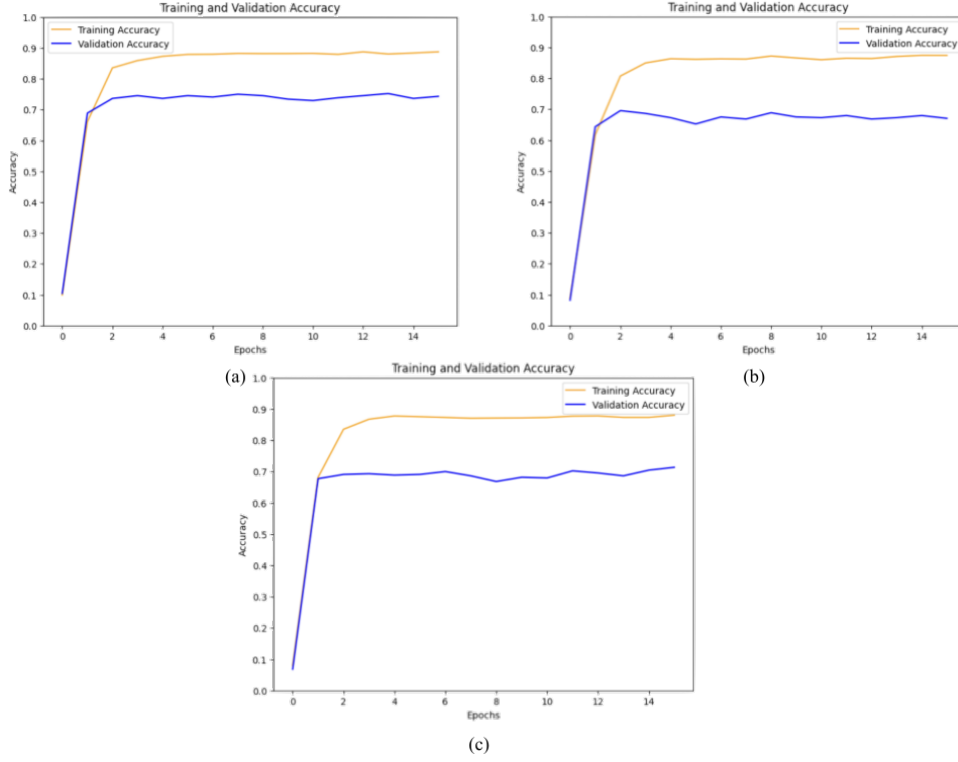 Training and Validation Accuracy
1.0
0.9
0.8
0.7
0.6
0.5
0.4
0.3
0.2
0.1
0.0
Accuracy
Training Accuracy
Validation Accuracy
0 2 4 6 8 10 12 14
Epochs
(a)
Training and Validation Accuracy
1.0
0.9
0.8
0.7
0.6
0.5
0.4
0.3
0.2
0.1
0.0
Accuracy
Training Accuracy
Validation Accuracy
0 2 4 6 8 10 12 14
Epochs
(b)
Training and Validation Accuracy
1.0
0.9
0.8
0.7
0.6
0.5
0.4
0.3
0.2
0.1
0.0
Accuracy
Training Accuracy
Validation Accuracy
0 2 4 6 8 10 12 14
Epochs
(c)